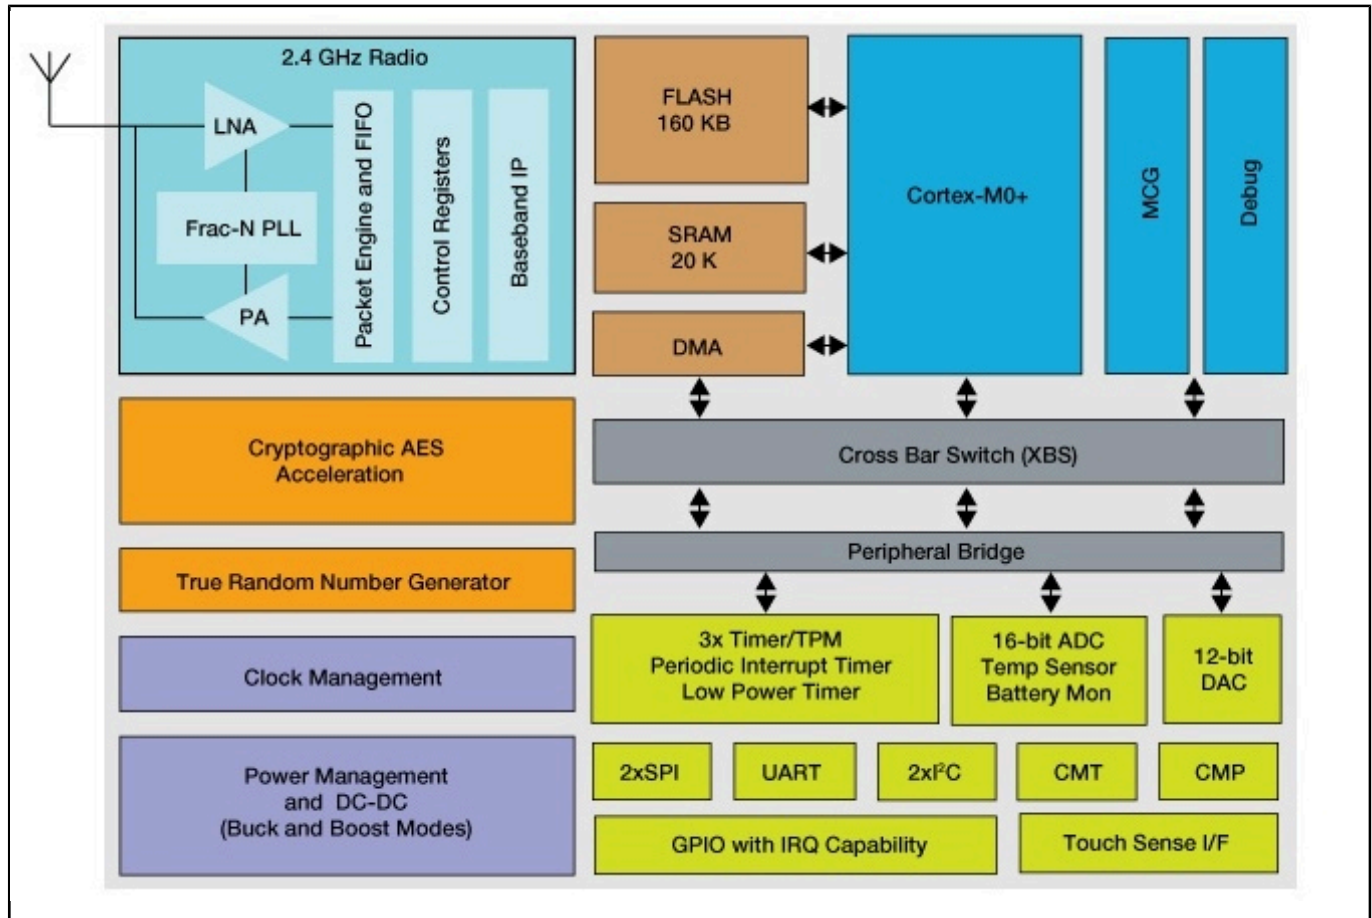 2.4 GHz Radio
LNA
Frac-N PLL
PA
Packet Engine and FIFO
Control Registers
Baseband IP
FLASH
160 KB
SRAM
20 K
DMA
Cortex-M0+
MCG
Debug
Cryptographic AES
Acceleration
True Random Number Generator
Clock Management
Power Management
and DC-DC
(Buck and Boost Modes)
Cross Bar Switch (XBS)
Peripheral Bridge
3x Timer/TPM
Periodic Interrupt Timer
Low Power Timer
16-bit ADC
Temp Sensor
Battery Mon
12-bit
DAC
2xSPI
UART
2xI²C
CMT
CMP
GPIO with IRQ Capability
Touch Sense I/F